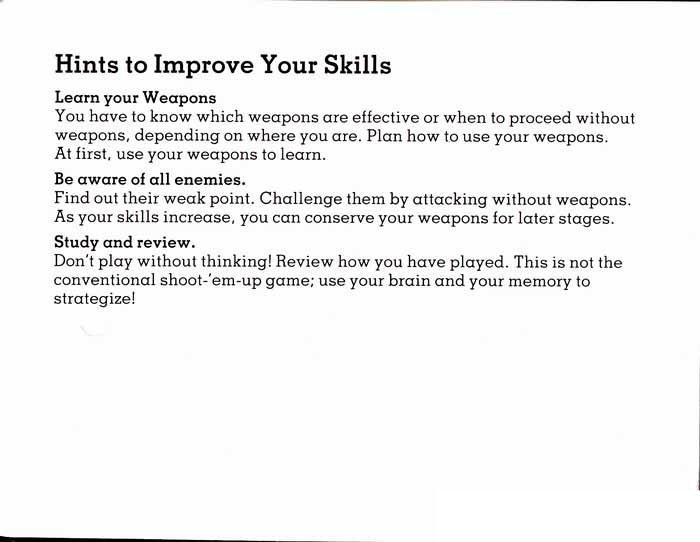 Hints to Improve Your Skills
Learn your Weapons
You have to know which weapons are effective or when to proceed without
weapons, depending on where you are. Plan how to use your weapons.
At first, use your weapons to learn.
Be aware of all enemies.
Find out their weak point. Challenge them by attacking without weapons.
As your skills increase, you can conserve your weapons for later stages.
Study and review.
Don't play without thinking! Review how you have played. This is not the
conventional shoot-'em-up game; use your brain and your memory to
strategize!